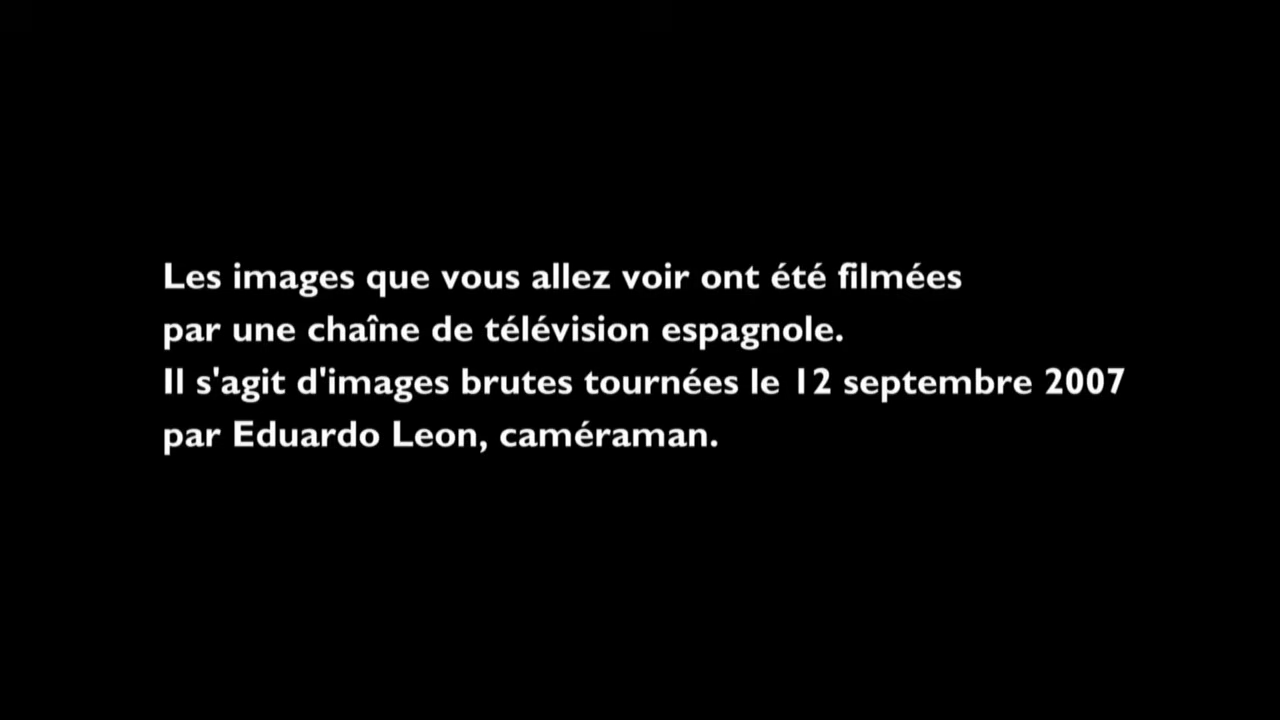 Les images que vous allez voir ont été filmées
par une chaîne de télévision espagnole.
Il s'agit d'images brutes tournées le 12 septembre 2007
par Eduardo Leon, caméraman.